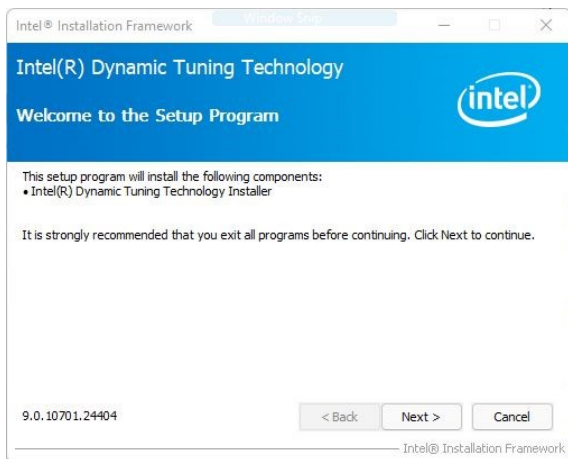 Intel® Installation Framework
Window Snip
Intel(R) Dynamic Tuning Technology
intel
Welcome to the Setup Program
This setup program will install the following components:
• Intel(R) Dynamic Tuning Technology Installer
It is strongly recommended that you exit all programs before continuing. Click Next to continue.
9.0.10701.24404
< Back Next > Cancel
Intel® Installation Framework